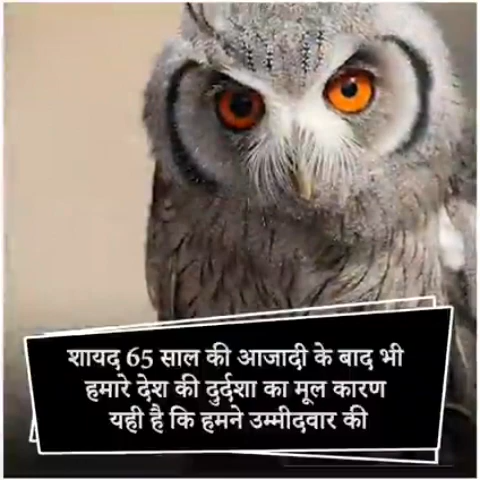 शायद 65 साल की आजादी के बाद भी
हमारे देश की दुर्दशा का मूल कारण
यही है कि हमने उम्मीदवार की